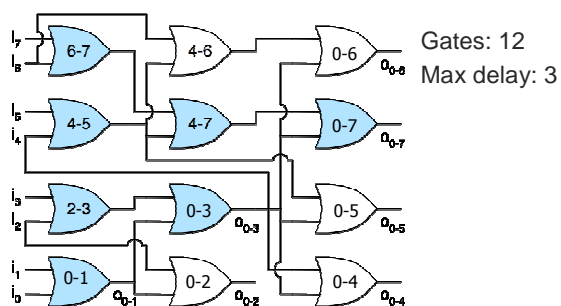 I7
6-7
4-6
0-6
Gates: 12
I6
O0-6
Max delay: 3
I5
4-5
4-7
0-7
i4
O0-7
i3
2-3
0-3
0-5
I2
O0-3
O0-5
i1
0-1
0-2
0-4
i0
O0-1
O0-2
O0-4